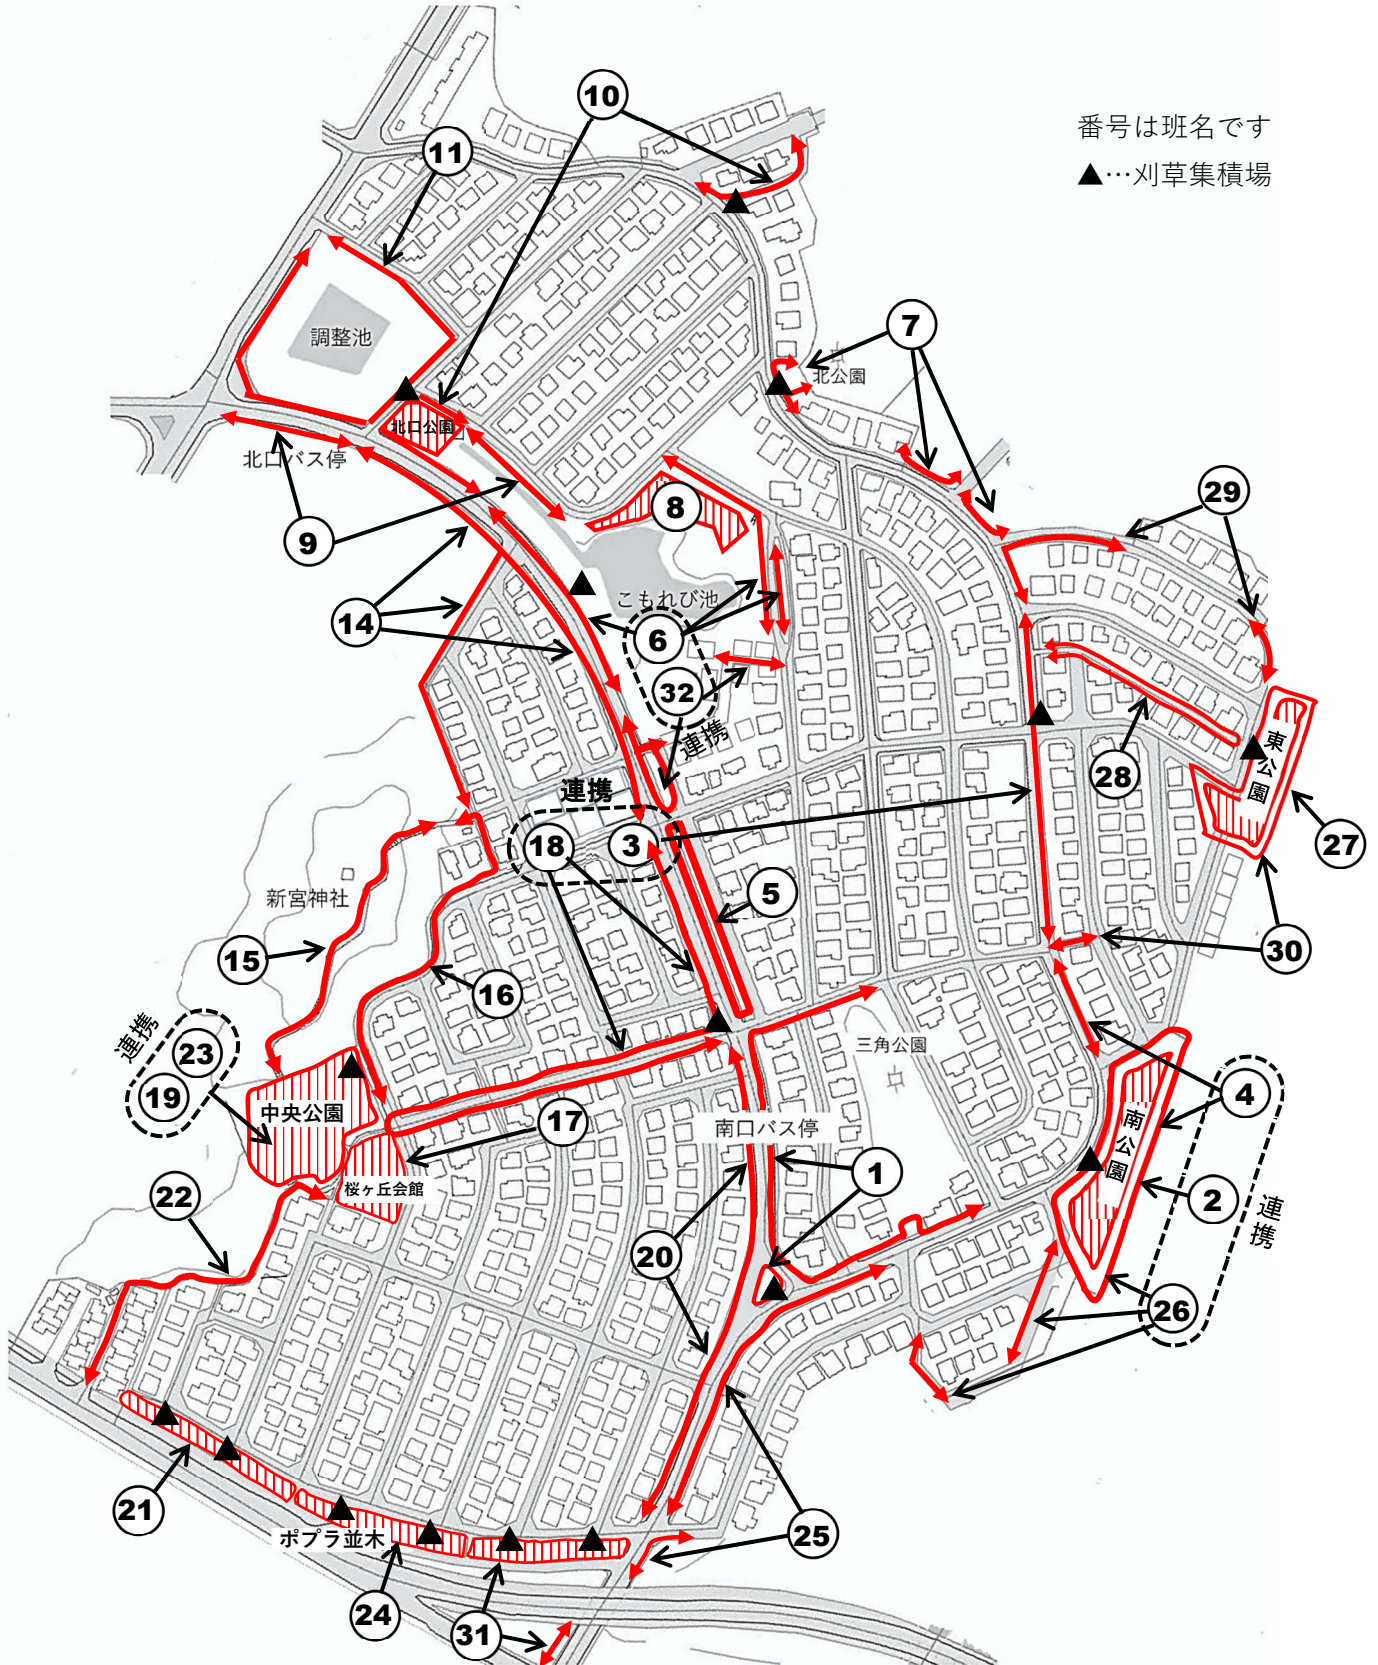 10
11
番号は班名です
▲…刈草集積場
7
調整池
北公園
北口公園
北口バス停
8
29
9
こもれび池
14
6
32
連携
東公園
28
連携
18
3
27
5
新宮神社
15
16
30
連携
23
19
三角公園
中央公園
17
南口バス停
南公園
4
桜ヶ丘会館
22
1
2
連携
20
26
21
ポプラ並木
25
24
31